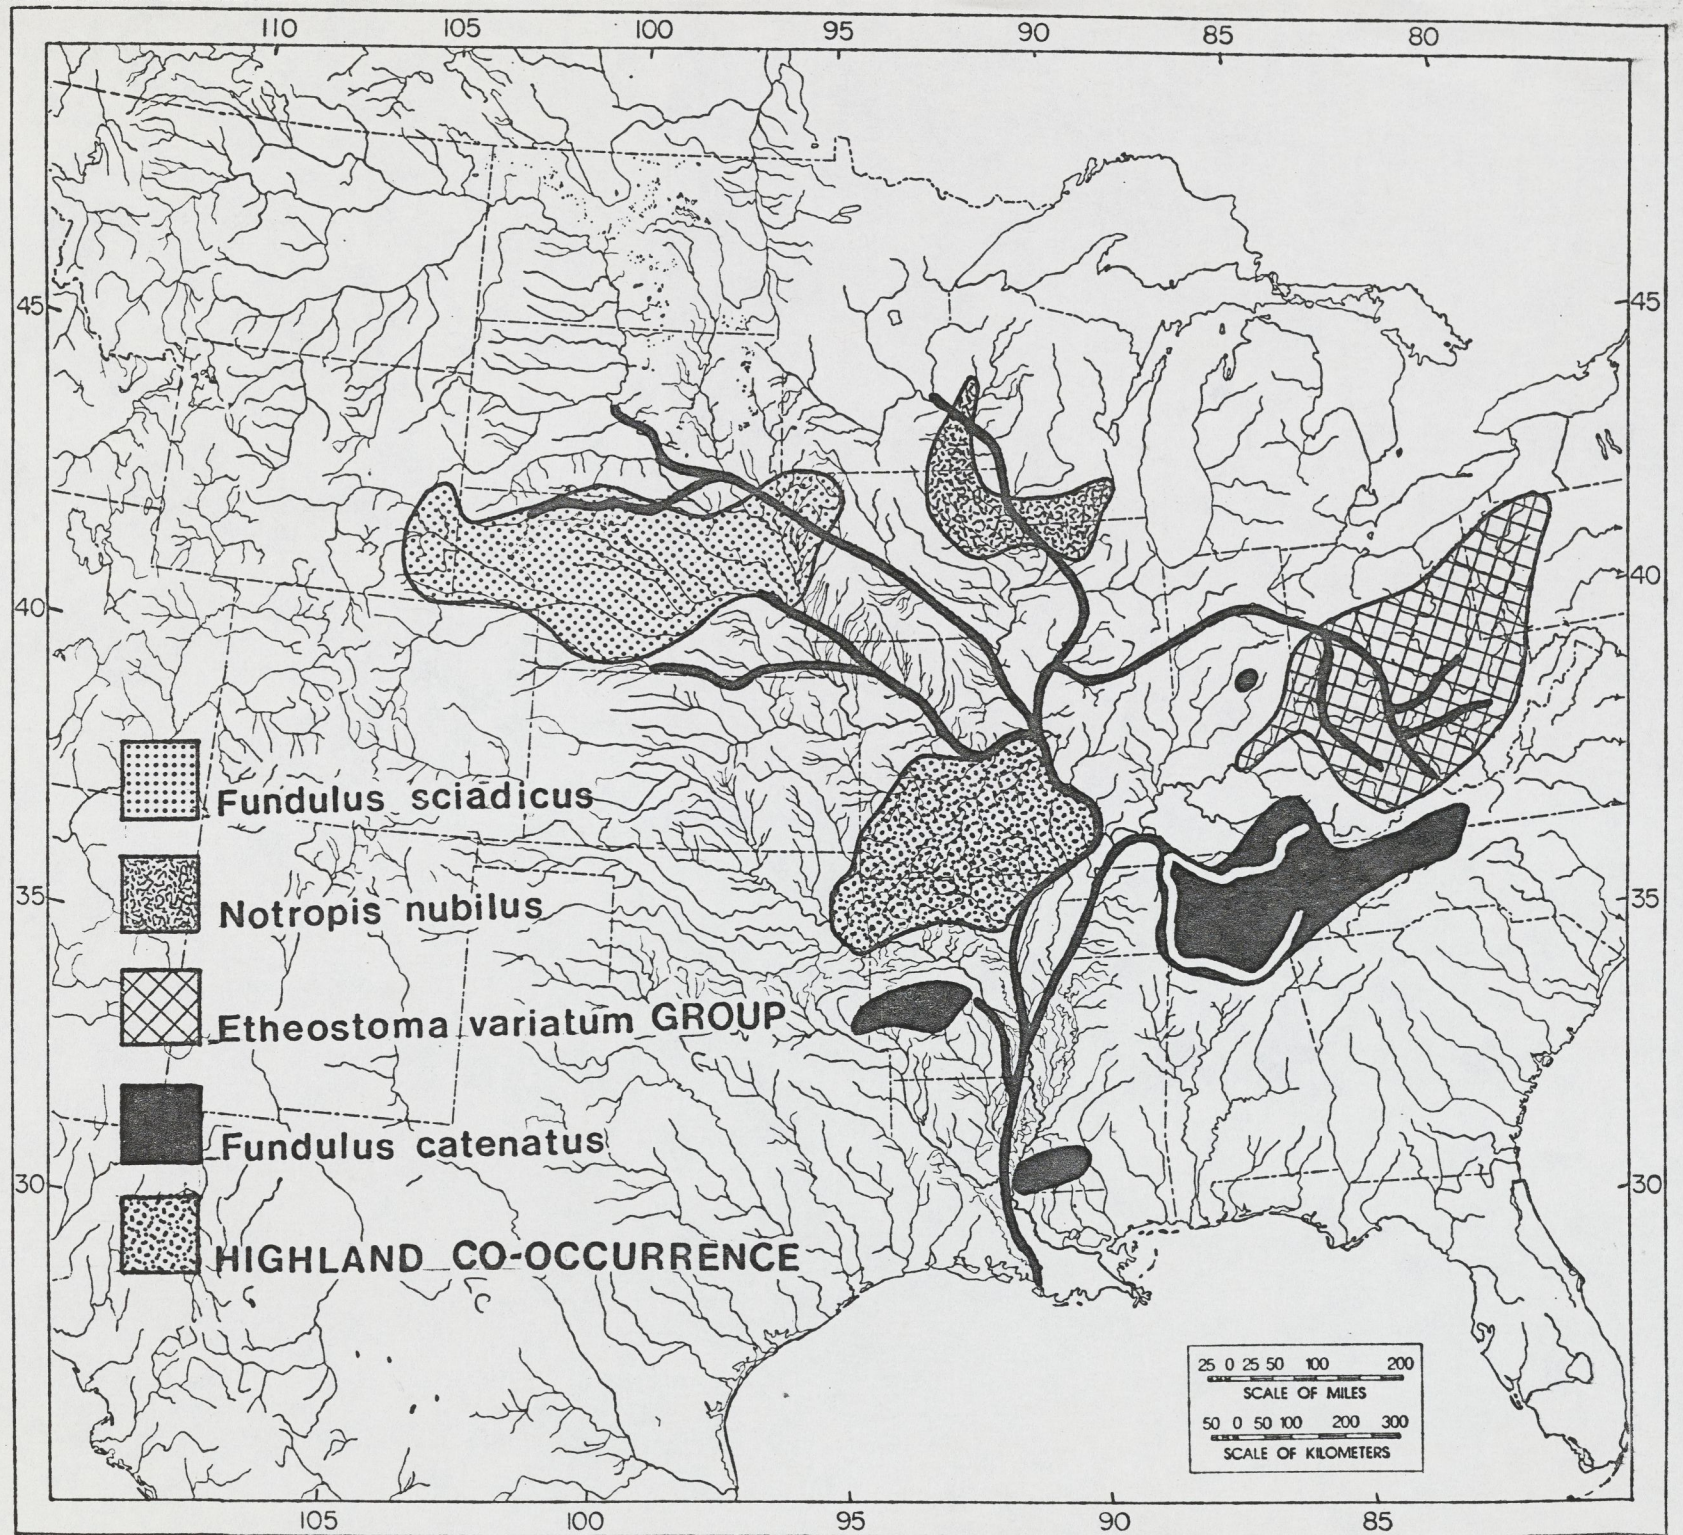 110 105 100 95 90 85 80
45 45
40 40
35 35
30 30
Fundulus sciadicus
Notropis nubilus
Etheostoma variatum GROUP
Fundulus catenatus
HIGHLAND CO-OCCURRENCE
25 0 25 50 100 200
SCALE OF MILES
50 0 50 100 200 300
SCALE OF KILOMETERS
105 100 95 90 85